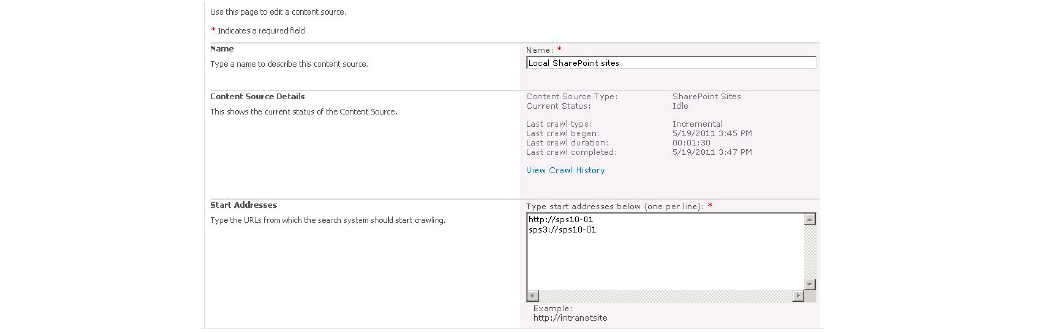 Use this page to edit a content source.
* Indicates a required field
Name
Name: *
Type a name to describe this content source.
Local SharePoint sites
Content Source Details
Content Source Type: SharePoint Sites
This shows the current status of the Content Source.
Current Status: Idle
Last crawl type: Incremental
Last crawl began: 5/19/2011 3:45 PM
Last crawl duration: 00:01:30
Last crawl completed: 5/19/2011 3:47 PM
View Crawl History
Start Addresses
Type start addresses below (one per line): *
Type the URLs from which the search system should start crawling.
http://sps10-01
sps3://sps10-01
Example:
http://intranetsite